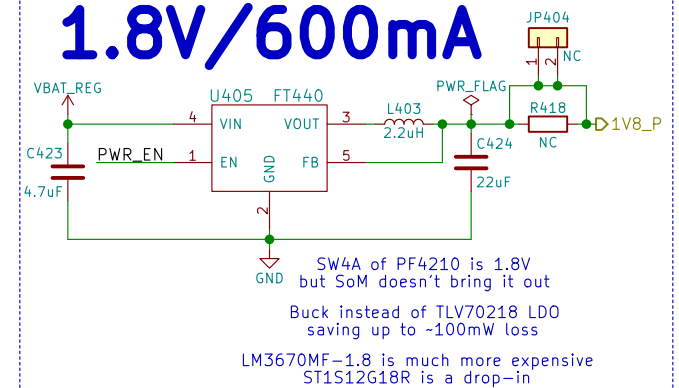 1.8V/600mA
JP404
1
2
NC
VBAT_REG
PWR_FLAG
U405
FT440
L403
2.2uH
R418
NC
1V8_P
4
VIN
VOUT
3
C423
4.7uF
PWR_EN
1
EN
GND
FB
5
C424
22uF
2
GND
SW4A of PF4210 is 1.8V
but SoM doesn't bring it out
Buck instead of TLV70218 LDO
saving up to ~100mW loss
LM3670MF-1.8 is much more expensive
ST1S12G18R is a drop-in